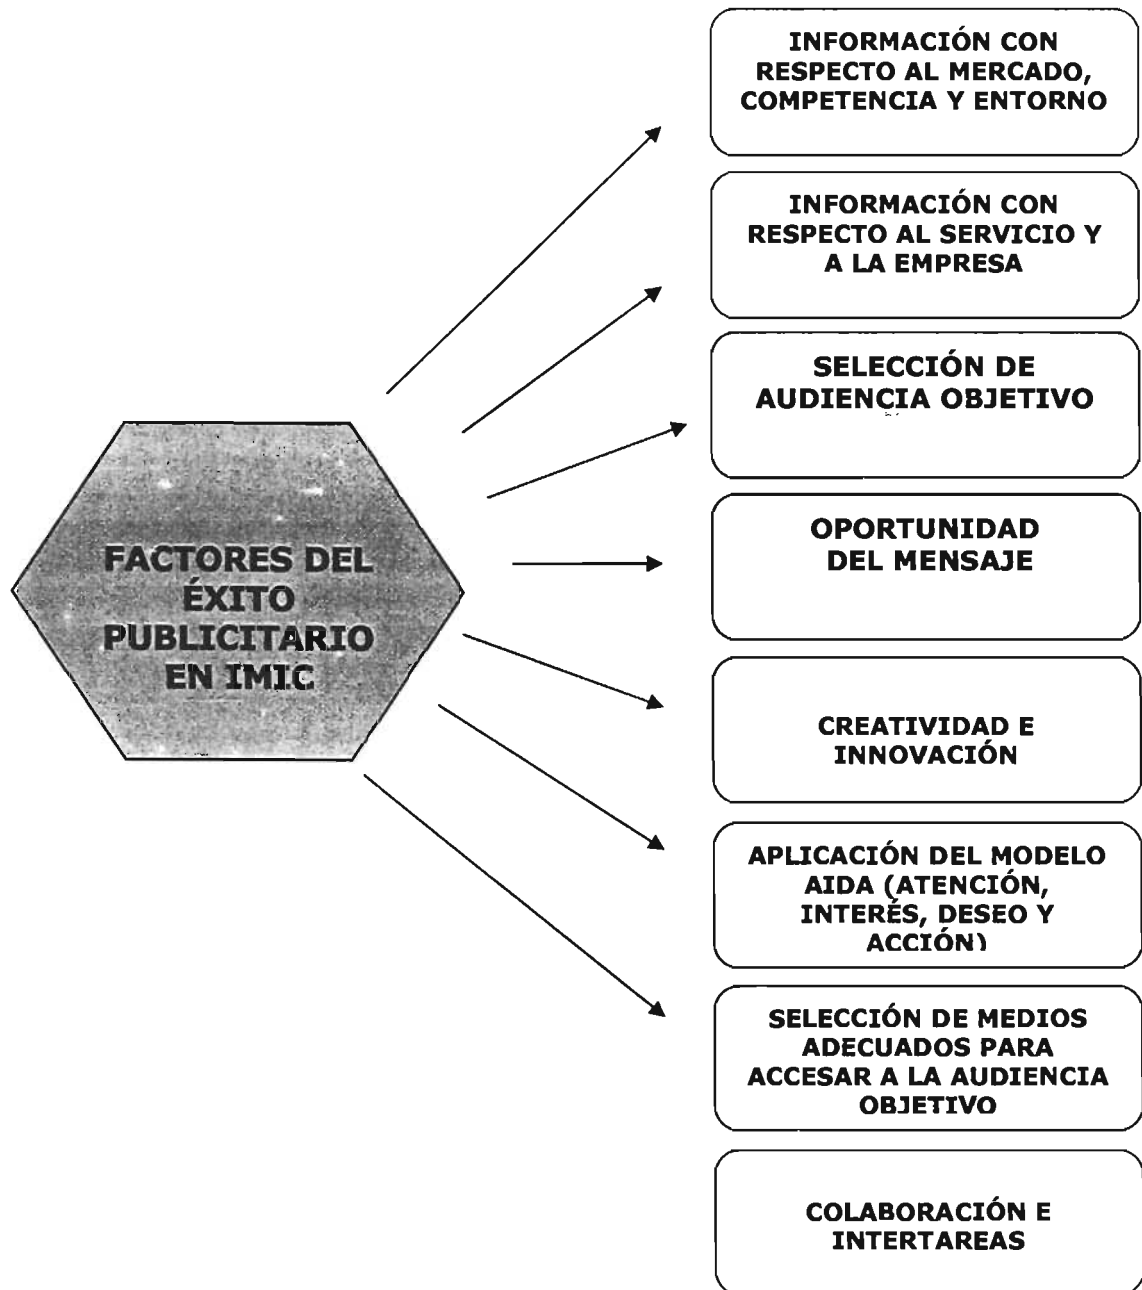 INFORMACIÓN CON
RESPECTO AL MERCADO,
COMPETENCIA Y ENTORNO
INFORMACIÓN CON
RESPECTO AL SERVICIO Y
A LA EMPRESA
SELECCIÓN DE
AUDIENCIA OBJETIVO
OPORTUNIDAD
DEL MENSAJE
FACTORES DEL
ÉXITO
PUBLICITARIO
EN IMIC
CREATIVIDAD E
INNOVACIÓN
APLICACIÓN DEL MODELO
AIDA (ATENCIÓN,
INTERÉS, DESEO Y
ACCIÓN)
SELECCIÓN DE MEDIOS
ADECUADOS PARA
ACCESAR A LA AUDIENCIA
OBJETIVO
COLABORACIÓN E
INTERTAREAS